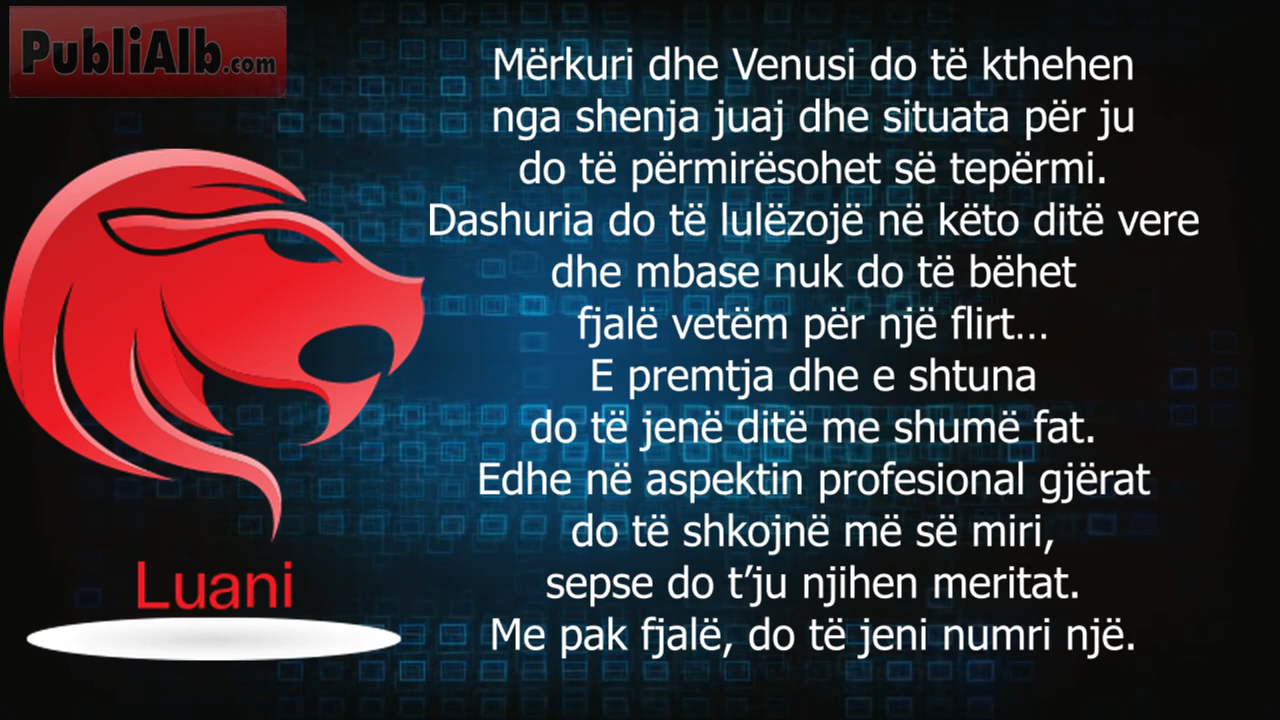 PubliAlb.com
Mërkuri dhe Venusi do të kthehen
nga shenja juaj dhe situata për ju
do të përmirësohet së tepërmi.
Dashuria do të lulëzojë në këto ditë vere
dhe mbase nuk do të bëhet
fjalë vetëm për një flirt...
E premtja dhe e shtuna
do të jenë ditë me shumë fat.
Edhe në aspektin profesional gjërat
do të shkojnë më së miri,
sepse do t’ju njihen meritat.
Me pak fjalë, do të jeni numri një.
Luani